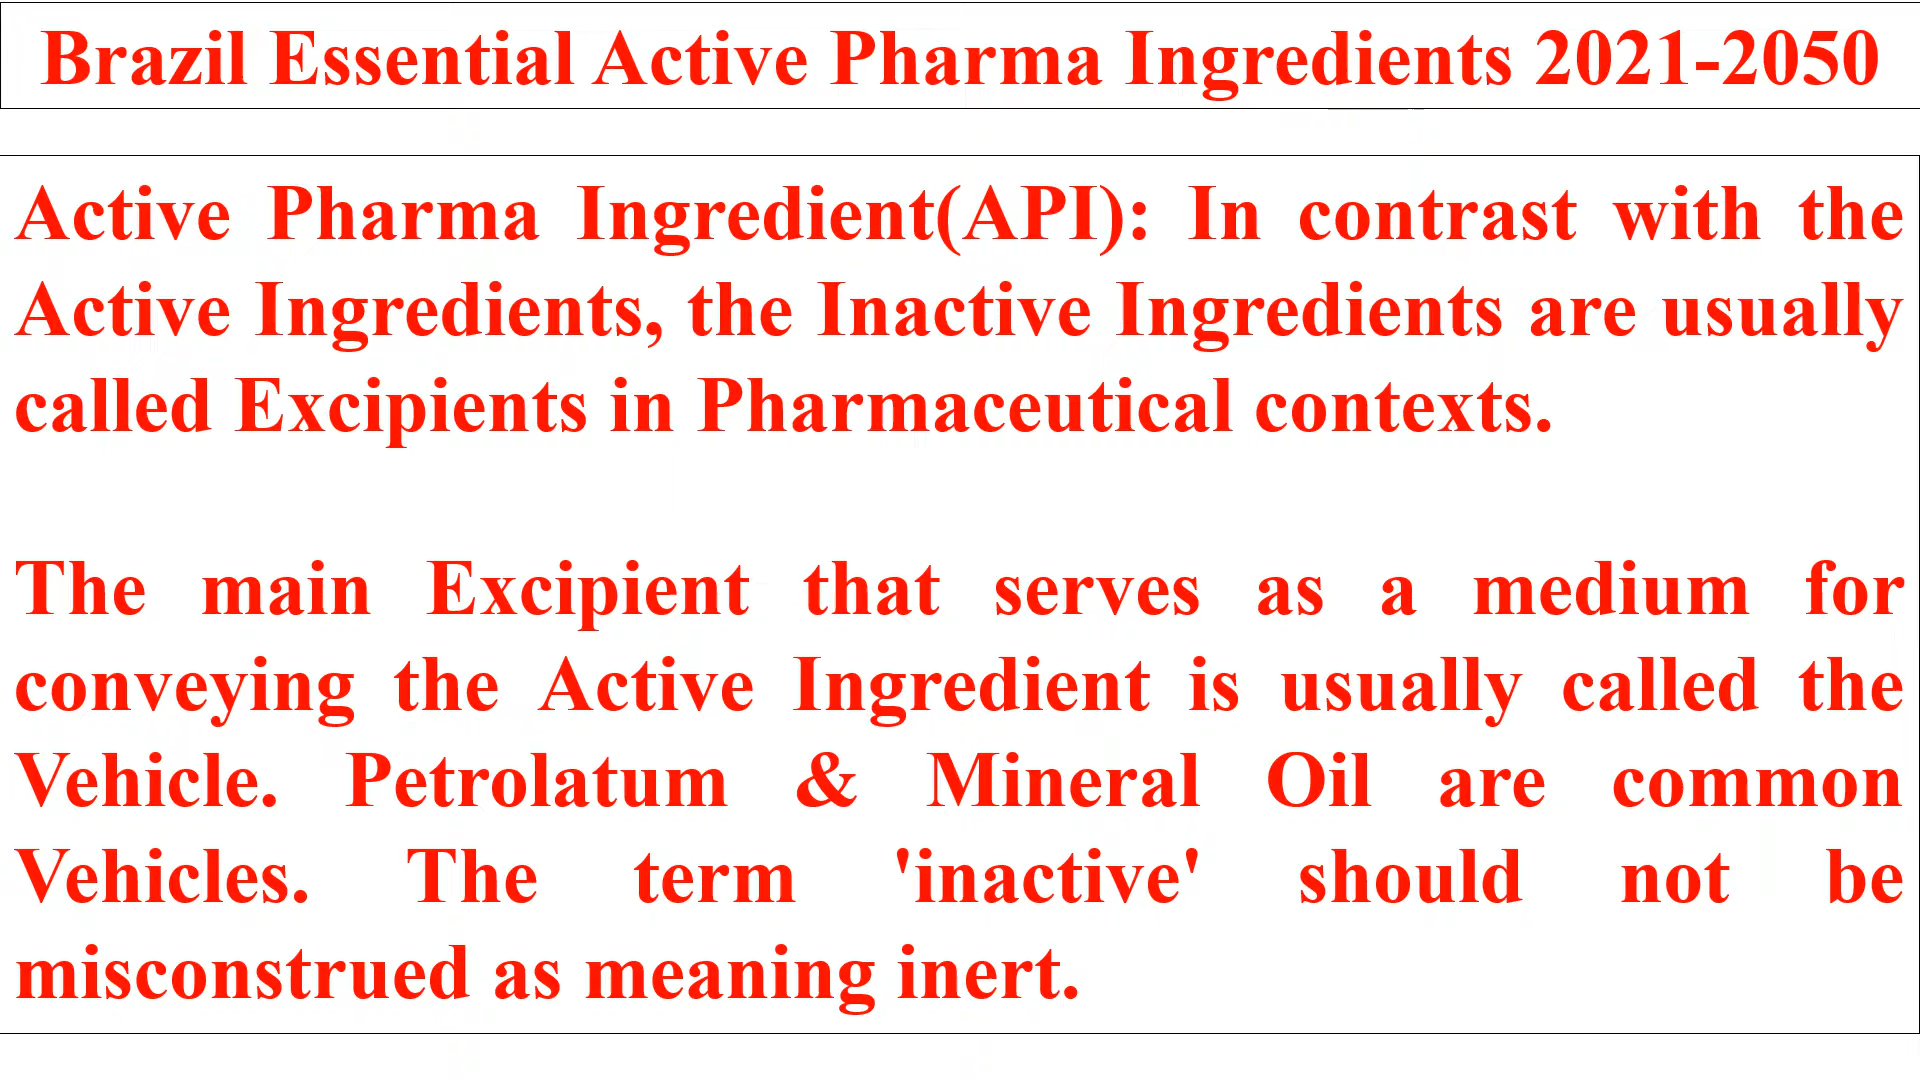 Brazil Essential Active Pharma Ingredients 2021-2050
Active Pharma Ingredient(API): In contrast with the
Active Ingredients, the Inactive Ingredients are usually
called Excipients in Pharmaceutical contexts.
The main Excipient that serves as a medium for
conveying the Active Ingredient is usually called the
Vehicle. Petrolatum & Mineral Oil are common
Vehicles. The term 'inactive' should not be
misconstrued as meaning inert.